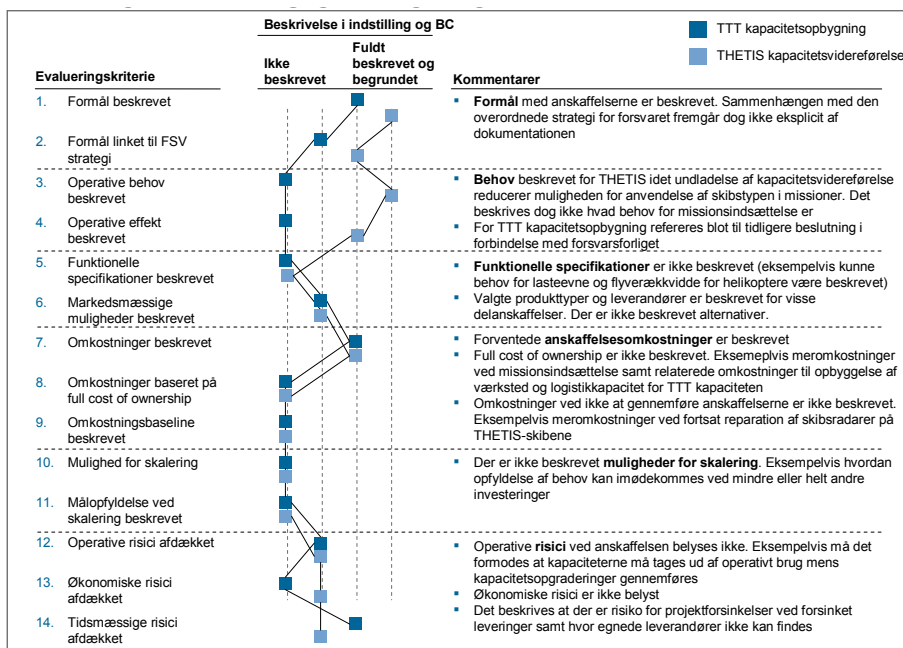 Beskrivelse i indstilling og BC
TTT kapacitetsopbygning
THETIS kapacitetsvidereførelse
Ikke
beskrevet
Fuldt
beskrevet og
begrundet
Evalueringskriterie
Kommentarer
1. Formål beskrevet
2. Formål linket til FSV
strategi
▪ Formål med anskaffelserne er beskrevet. Sammenhængen med den
overordnede strategi for forsvaret fremgår dog ikke eksplicit af
dokumentationen
3. Operative behov
beskrevet
4. Operative effekt
beskrevet
▪ Behov beskrevet for THETIS idet undladelse af kapacitetsvidereførelse
reducerer muligheden for anvendelse af skibstypen i missioner. Det
beskrives dog ikke hvad behov for missionsindsættelse er
▪ For TTT kapacitetsopbygning refereres blot til tidligere beslutning i
forbindelse med forsvarsforliget
5. Funktionelle
specifikationer beskrevet
6. Markedsmæssige
muligheder beskrevet
▪ Funktionelle specifikationer er ikke beskrevet (eksempelvis kunne
behov for lasteevne og flyverækkvidde for helikoptere være beskrevet)
▪ Valgte produkttyper og leverandører er beskrevet for visse
delanskaffelser. Der er ikke beskrevet alternativer.
7. Omkostninger beskrevet
8. Omkostninger baseret på
full cost of ownership
9. Omkostningsbaseline
beskrevet
▪ Forventede anskaffelsesomkostninger er beskrevet
▪ Full cost of ownership er ikke beskrevet. Eksemeplvis meromkostninger
ved missionsindsættelse samt relaterede omkostninger til opbyggelse af
værksted og logistikkapacitet for TTT kapaciteten
▪ Omkostninger ved ikke at gennemføre anskaffelserne er ikke beskrevet.
Eksempelvis meromkostninger ved fortsat reparation af skibsradarer på
THETIS-skibene
10. Mulighed for skalering
11. Målopfyldelse ved
skalering beskrevet
▪ Der er ikke beskrevet muligheder for skalering. Eksempelvis hvordan
opfyldelse af behov kan imødekommes ved mindre eller helt andre
investeringer
12. Operative risici afdækket
13. Økonomiske risici
afdækket
14. Tidsmæssige risici
afdækket
▪ Operative risici ved anskaffelsen belyses ikke. Eksempelvis må det
formodes at kapaciteterne må tages ud af operativt brug mens
kapacitetsopgraderinger gennemføres
▪ Økonomiske risici er ikke belyst
▪ Det beskrives at der er risiko for projektforsinkelser ved forsinket
leveringer samt hvor egnede leverandører ikke kan findes